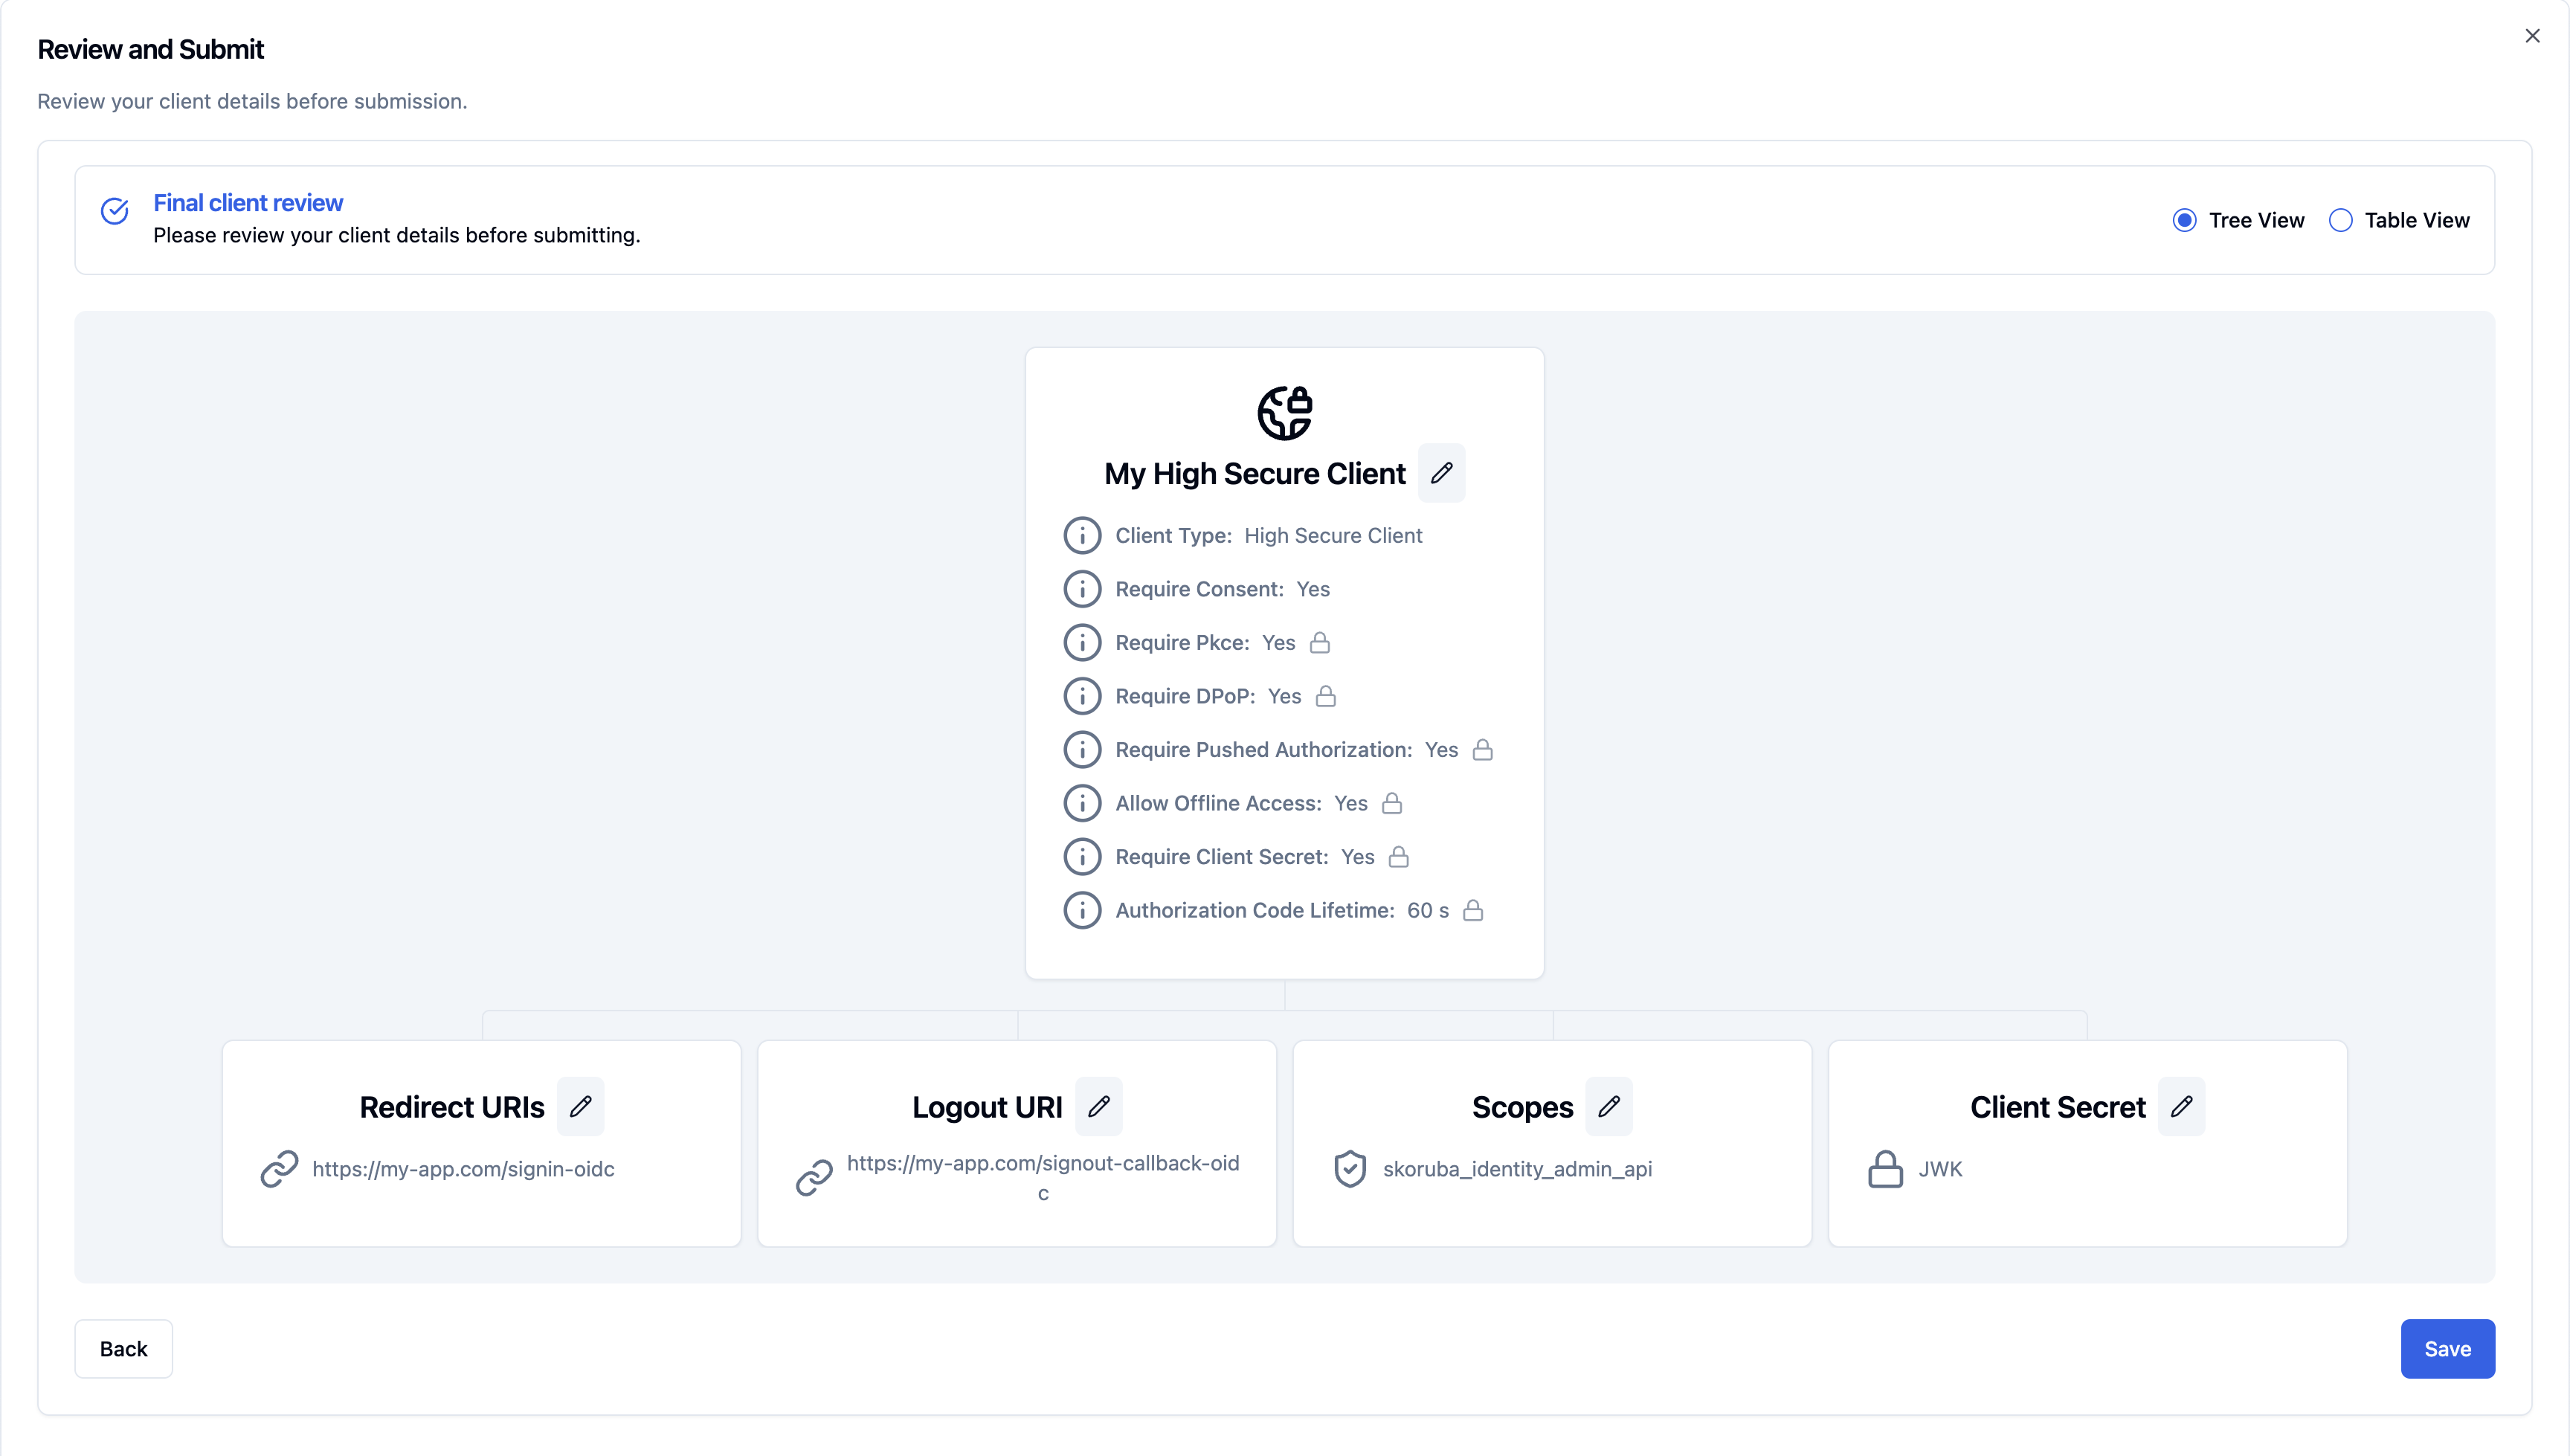 Review and Submit
Review your client details before submission.
Final client review
Please review your client details before submitting.
Tree View
Table View
My High Secure Client
Client Type: High Secure Client
Require Consent: Yes
Require Pkce: Yes
Require DPoP: Yes
Require Pushed Authorization: Yes
Allow Offline Access: Yes
Require Client Secret: Yes
Authorization Code Lifetime: 60 s
Redirect URIs
https://my-app.com/signin-oidc
Logout URI
https://my-app.com/signout-callback-oid
c
Scopes
skoruba_identity_admin_api
Client Secret
JWK
Back
Save